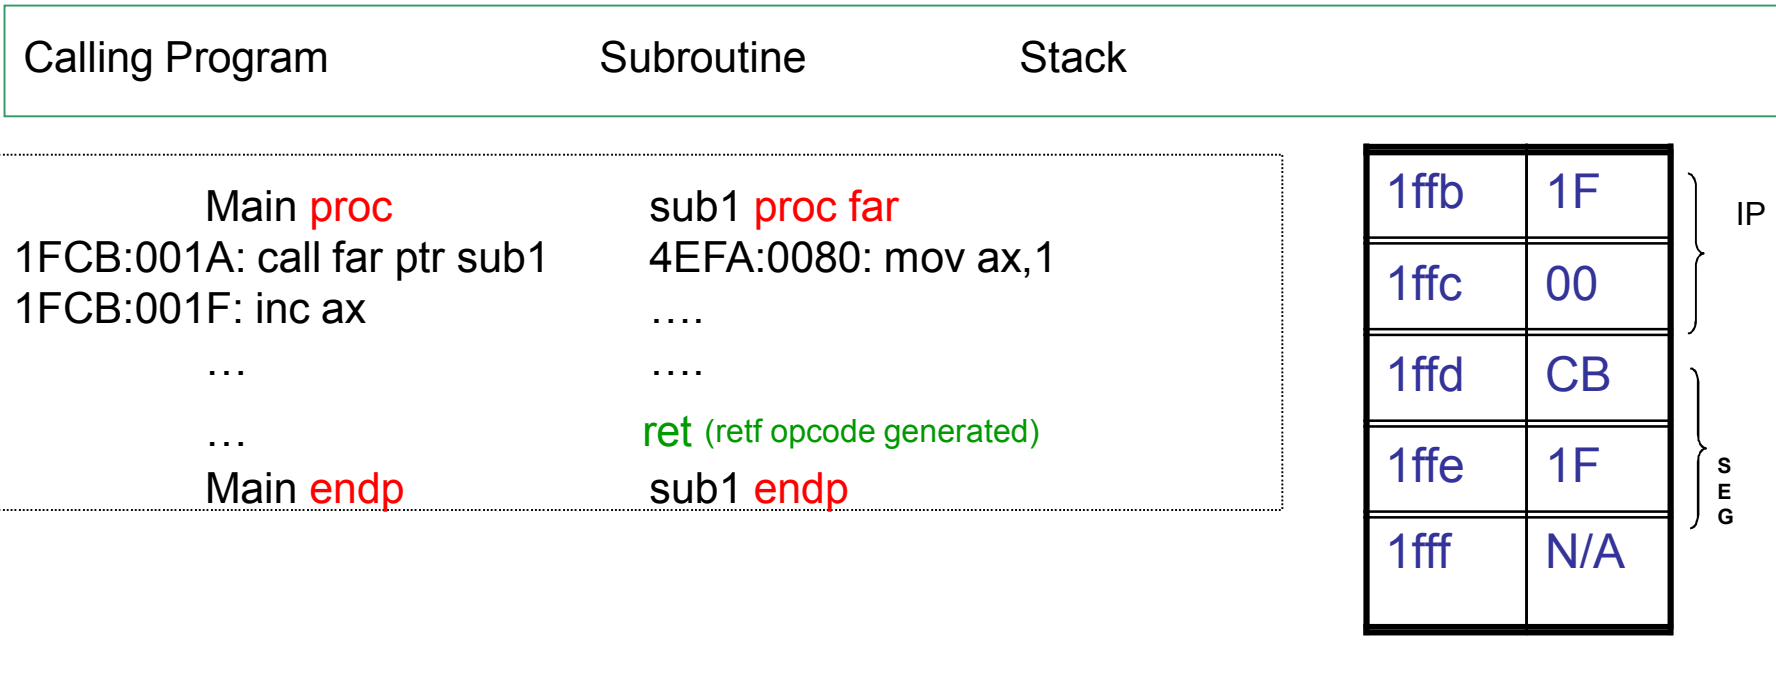 Calling Program Subroutine Stack
Main proc sub1 proc far
1FCB:001A: call far ptr sub1 4EFA:0080: mov ax,1
1FCB:001F: inc ax ….
… ….
… ret (retf opcode generated)
Main endp sub1 endp
1ffb 1F
IP
1ffc 00
1ffd CB
1ffe 1F
S
E
G
1fff N/A